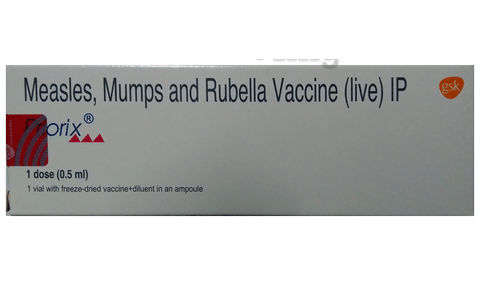 Measles, Mumps and Rubella Vaccine (live) IP
gsk
Priorix®
1 dose (0.5 ml)
1 vial with freeze-dried vaccine+diluent in an ampoule